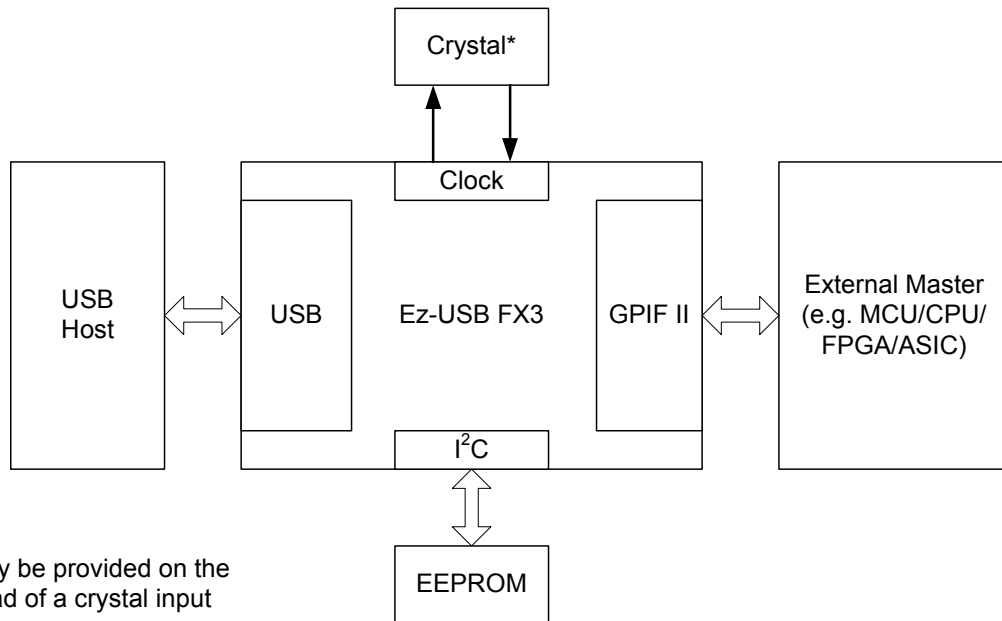 Crystal*
Clock
USB
Host
USB
Ez-USB FX3
GPIF II
External Master
(e.g. MCU/CPU/
FPGA/ASIC)
I²C
EEPROM
be provided on the
of a crystal input